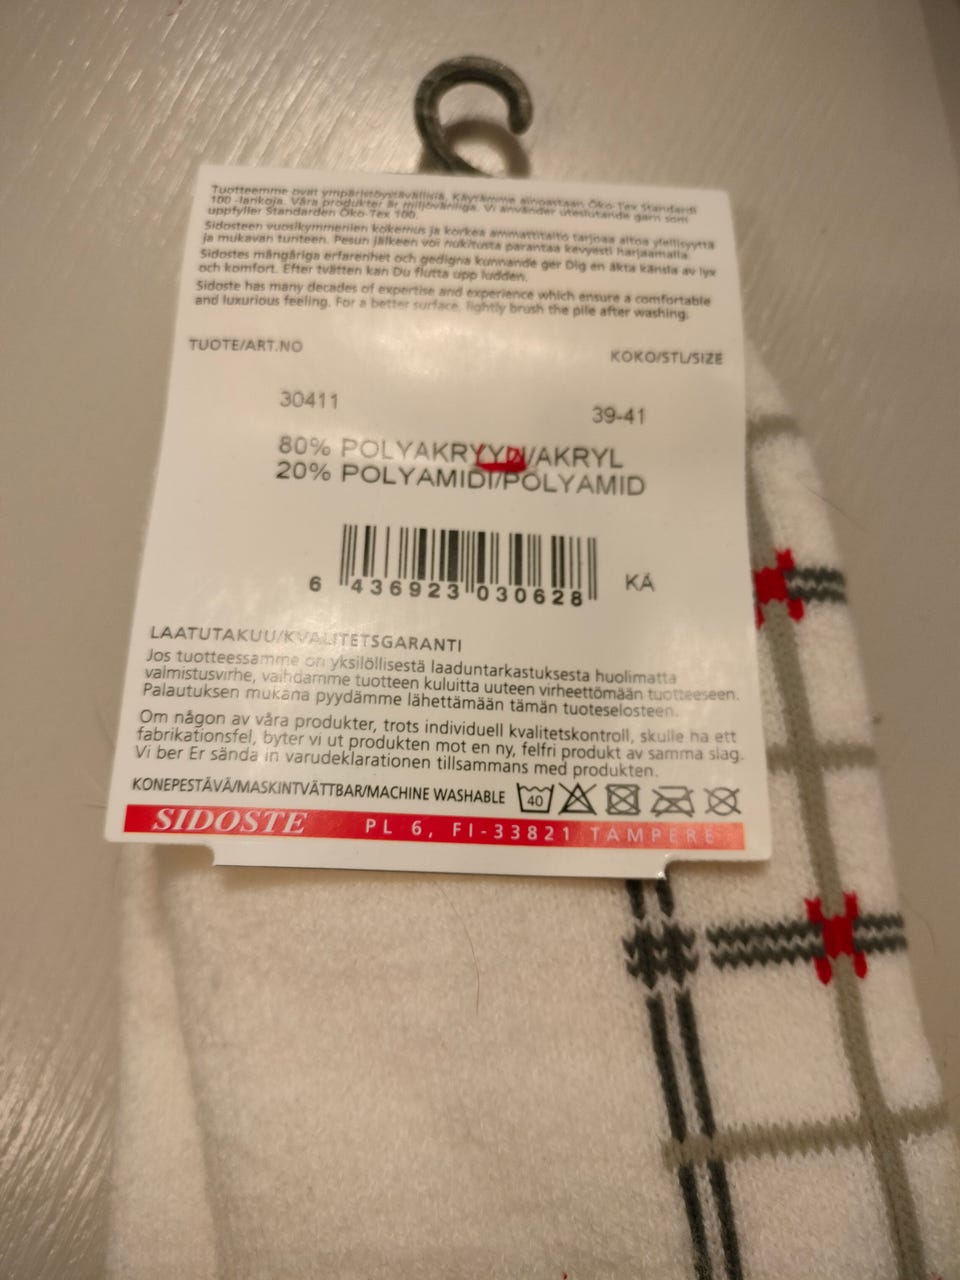 Tuotteemme ovat ympäristöystävällisiä. Käytämme ainoastaan Öko-Tex Standardi
100 -lankoja. Våra produkter är miljövänliga. Vi använder uteslutande garn som
uppfyller Standarden Öko-Tex 100.
Sidosteen vuosikymmenien kokemus ja korkea ammattitaito tarjoaa aitoa ylellisyyttä
ja mukavan tunteen. Pesun jälkeen voi nukitusta parantaa kevyesti harjaamalla.
Sidostes mångåriga erfarenhet och gedigna kunnande ger Dig en äkta känsla av lyx
och komfort. Efter tvätten kan Du fluffa upp ludden.
Sidoste has many decades of expertise and experience which ensure a comfortable
and luxurious feeling. For a better surface, lightly brush the pile after washing.
TUOTE/ART.NO
KOKO/STL/SIZE
30411
39-41
80% POLYAKRYYLI/AKRYL
20% POLYAMIDI/POLYAMID
6 436923 030628
KÄ
LAATUTAKUU/KVALITETSGARANTI
Jos tuotteessamme on yksilöllisestä laaduntarkastuksesta huolimatta
valmistusvirhe, vaihdamme tuotteen kuluitta uuteen virheettömään tuotteeseen.
Palautuksen mukana pyydämme lähettämään tämän tuoteselosteen.
Om någon av våra produkter, trots individuell kvalitetskontroll, skulle ha ett
fabrikationsfel, byter vi ut produkten mot en ny, felfri produkt av samma slag.
Vi ber Er sända in varudeklarationen tillsammans med produkten.
KONEPESTÄVÄ/MASKINTVÄTTBAR/MACHINE WASHABLE 40
SIDOSTE PL 6, FI-33821 TAMPERE